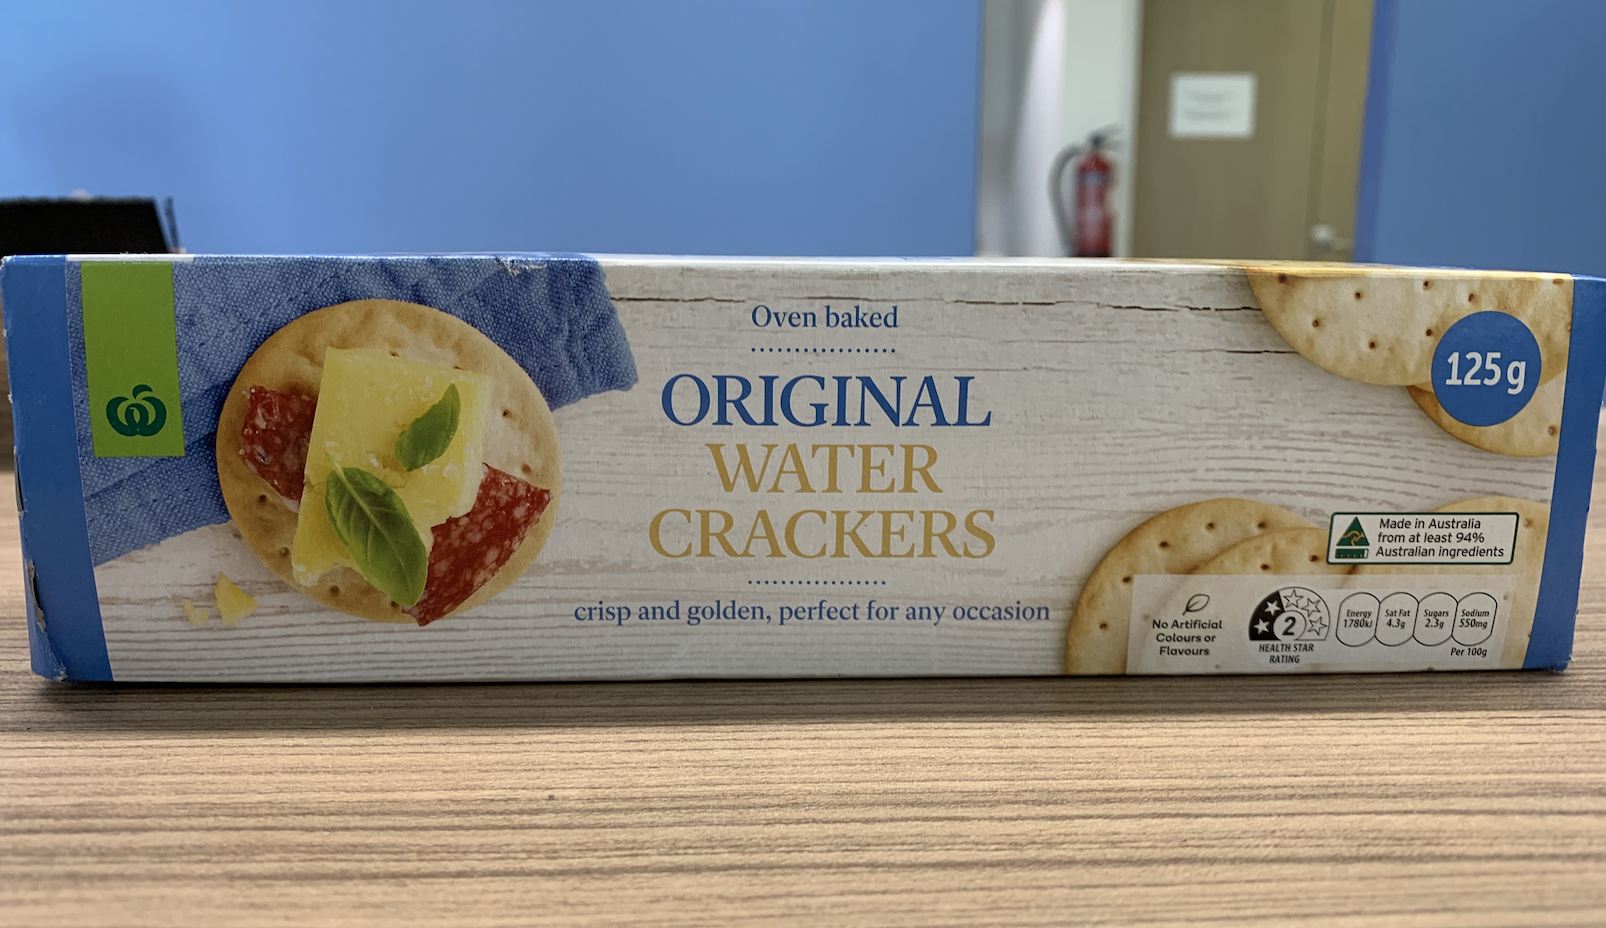 Oven baked
ORIGINAL
WATER
CRACKERS
crisp and golden, perfect for any occasion
125g
Made in Australia
from at least 94%
Australian ingredients
No Artificial
Colours or
Flavours
2
HEALTH STAR
RATING
Energy
1780kJ
Sat Fat
4.3g
Sugars
2.3g
Sodium
550mg
Per 100g